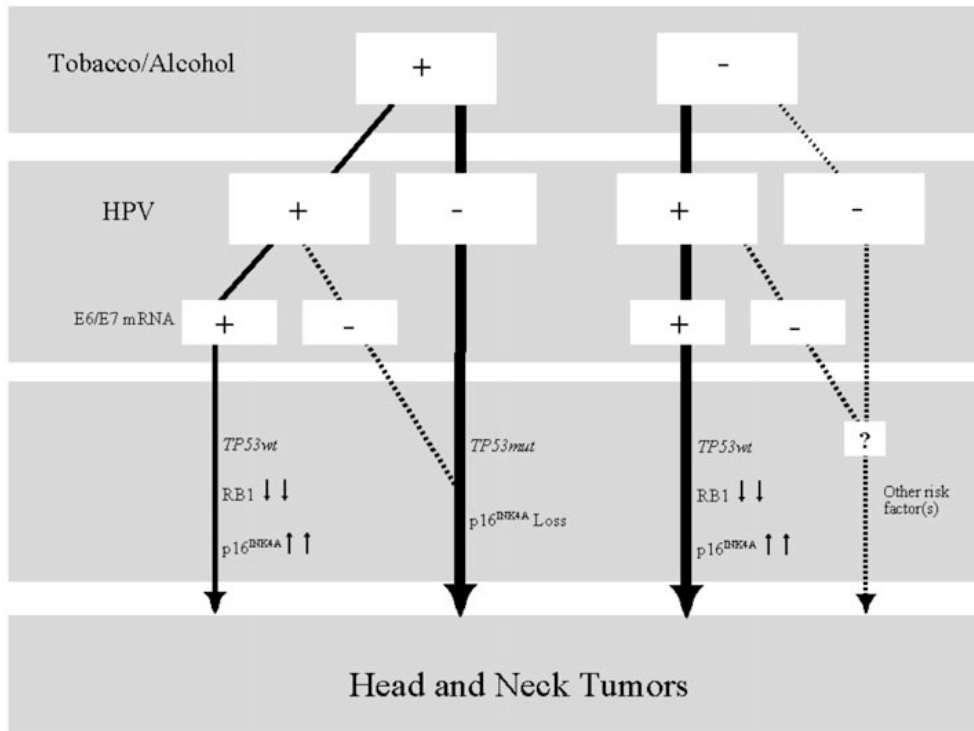 Tobacco/Alcohol
+
-
HPV
+
-
+
-
E6/E7 mRNA
+
-
+
-
?
TP53wt
TP53mut
TP53wt
RB1 ↓ ↓
p16INK4A Loss
RB1 ↓ ↓
Other risk
factor(s)
p16INK4A ↑ ↑
p16INK4A ↑ ↑
Head and Neck Tumors